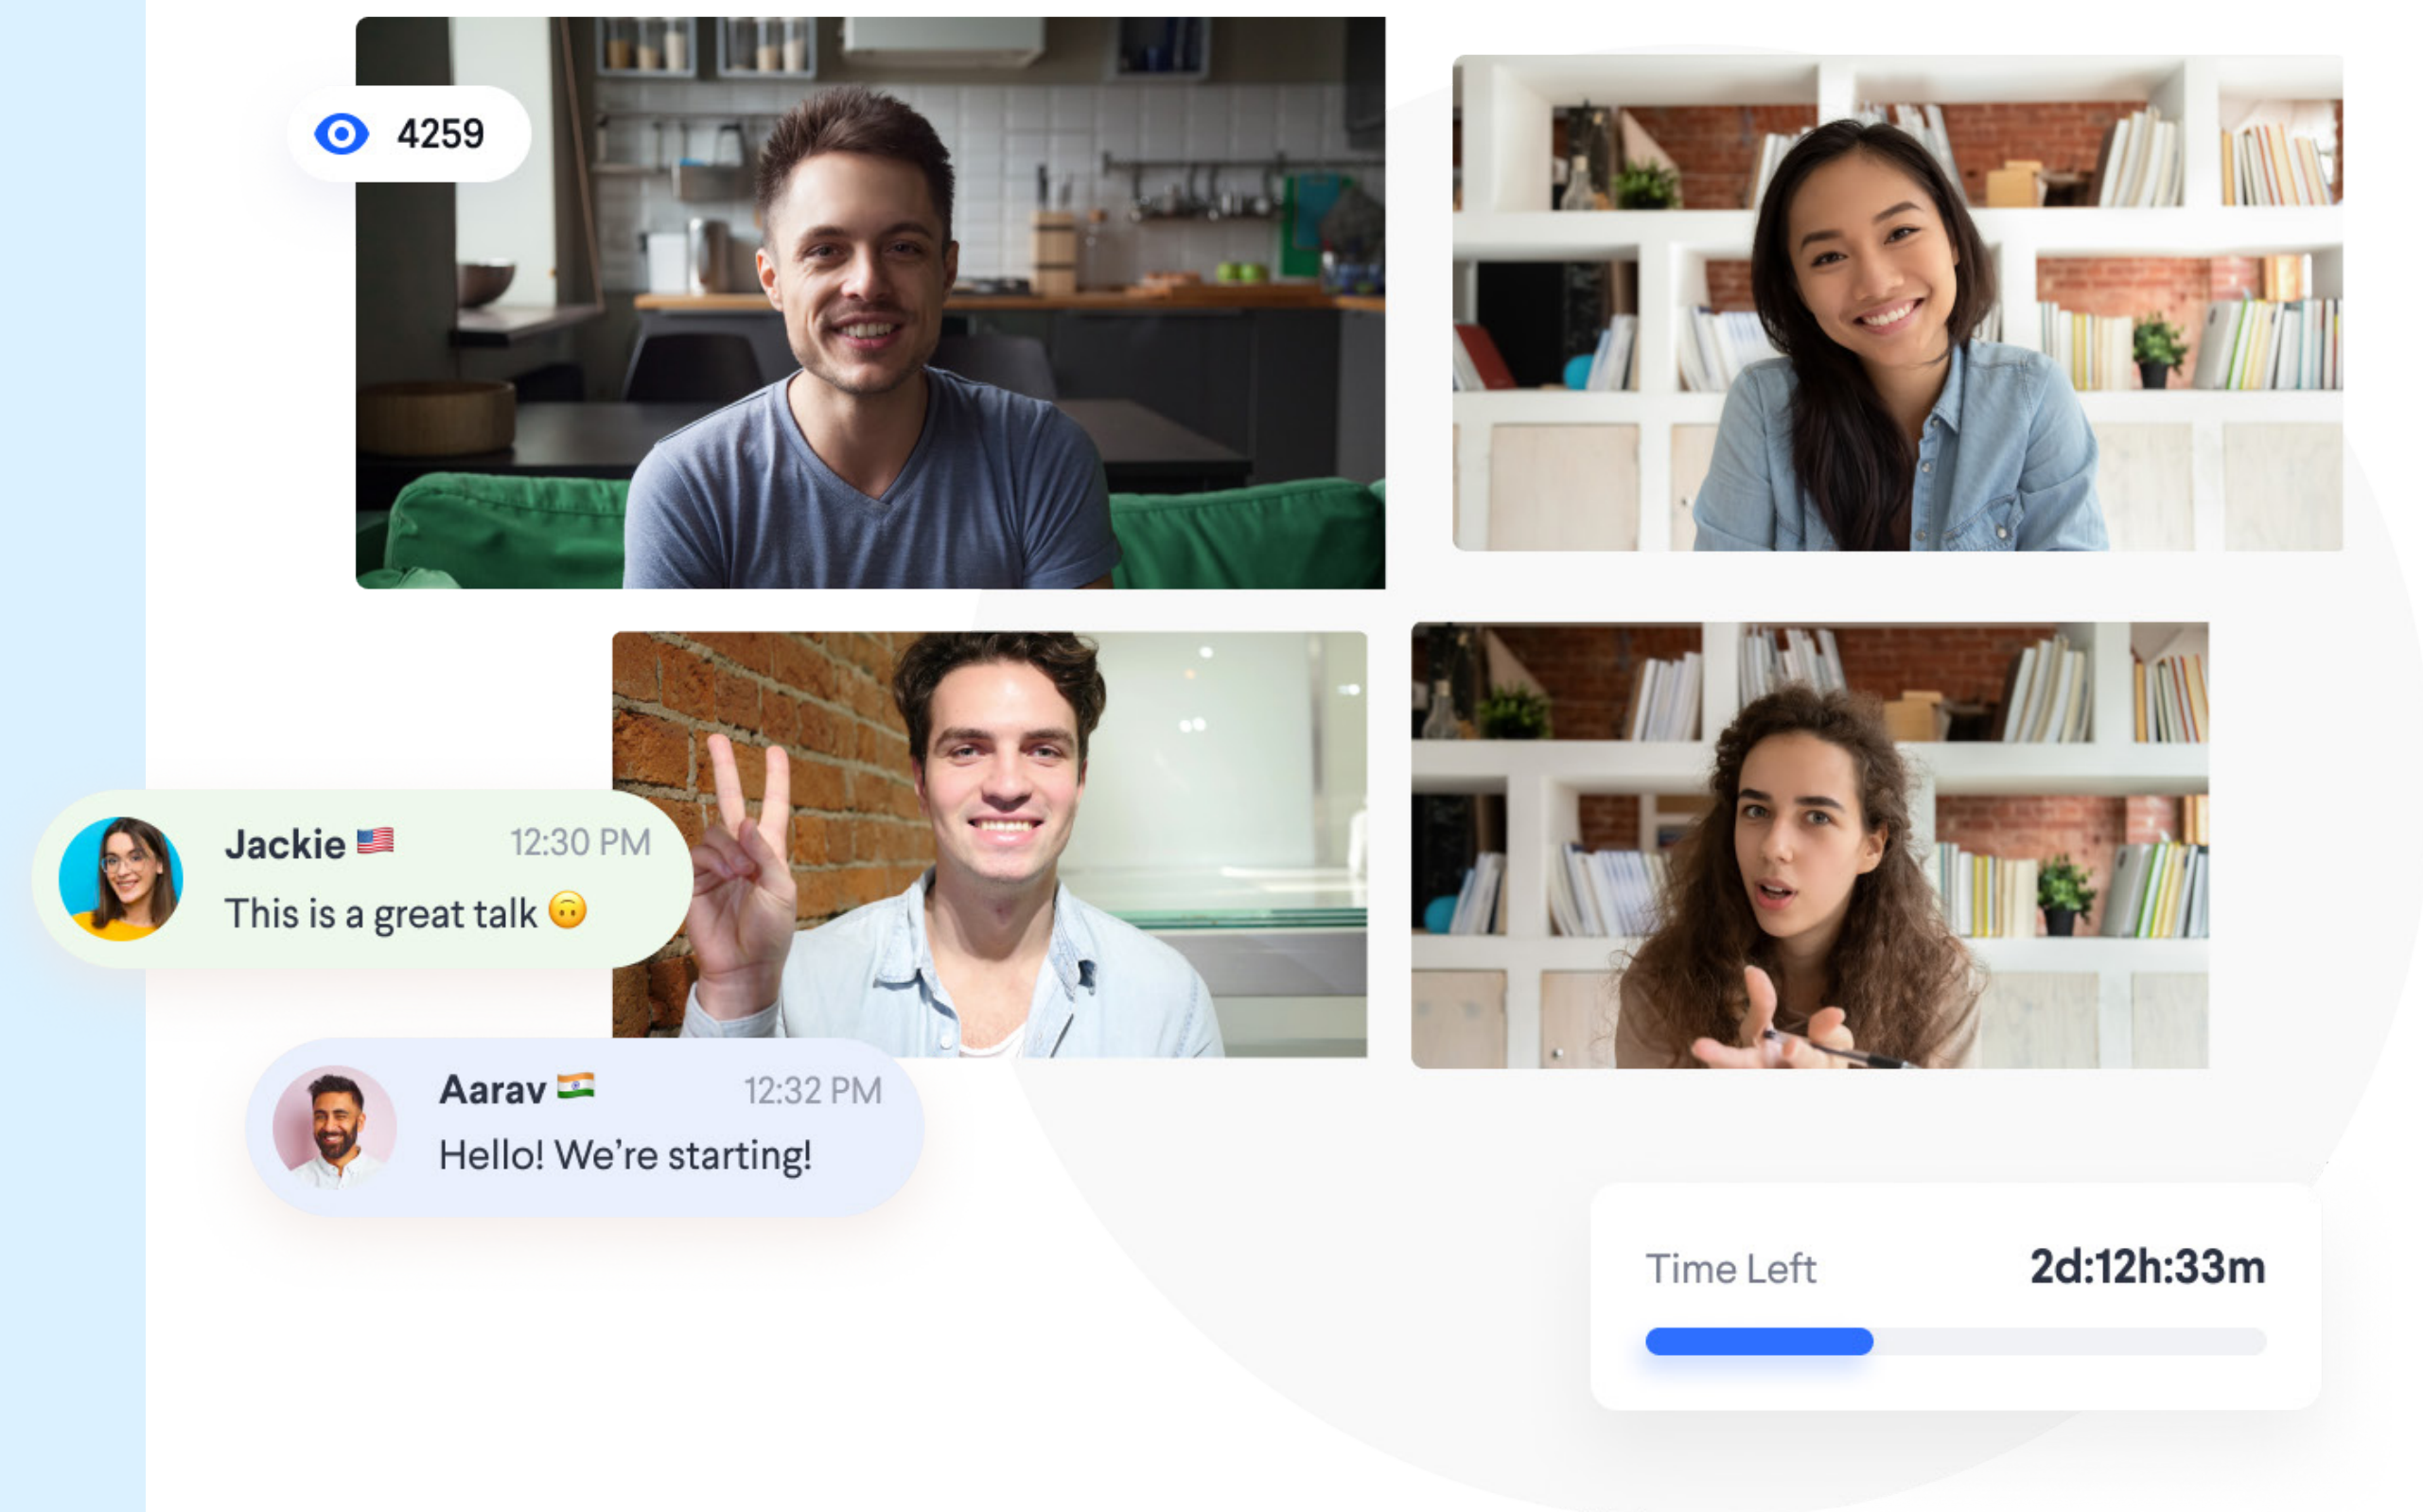 4259
Jackie 🇺🇸 12:30 PM
This is a great talk 🙃
Aarav 🇮🇳 12:32 PM
Hello! We’re starting!
Time Left 2d:12h:33m